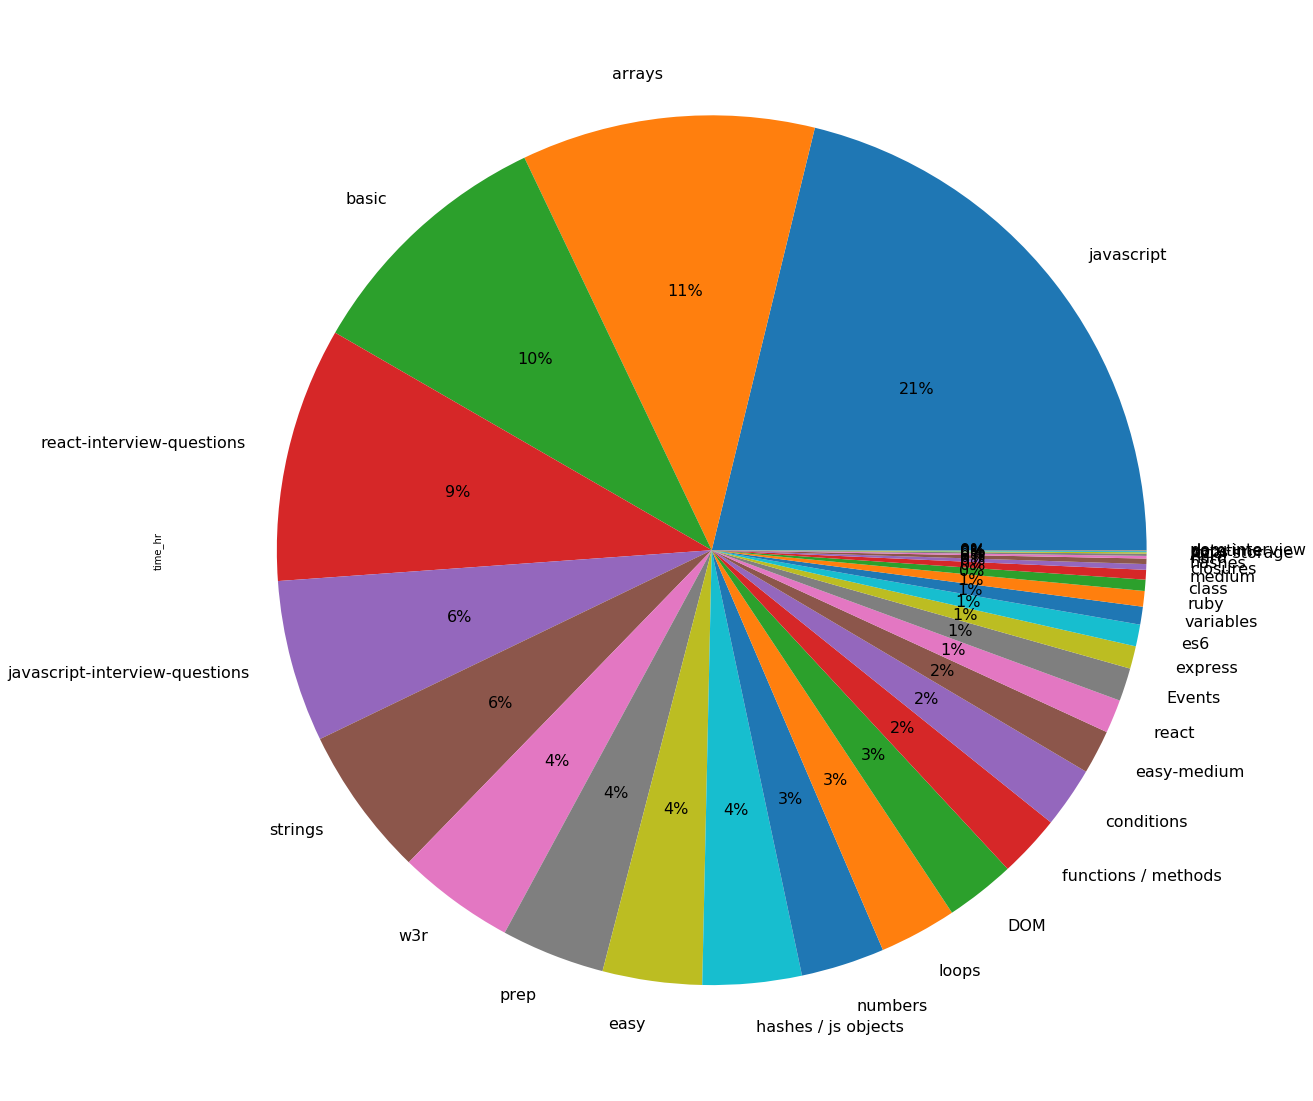 arrays
basic
javascript
11%
10%
21%
react-interview-questions
9%
time_hr
0%
closures
medium
class
1%
ruby
1%
variables
1%
es6
1%
express
1%
Events
1%
react
2%
easy-medium
2%
conditions
2%
functions / methods
3%
DOM
3%
loops
3%
numbers
4%
hashes / js objects
4%
easy
4%
prep
4%
w3r
6%
strings
6%
javascript-interview-questions